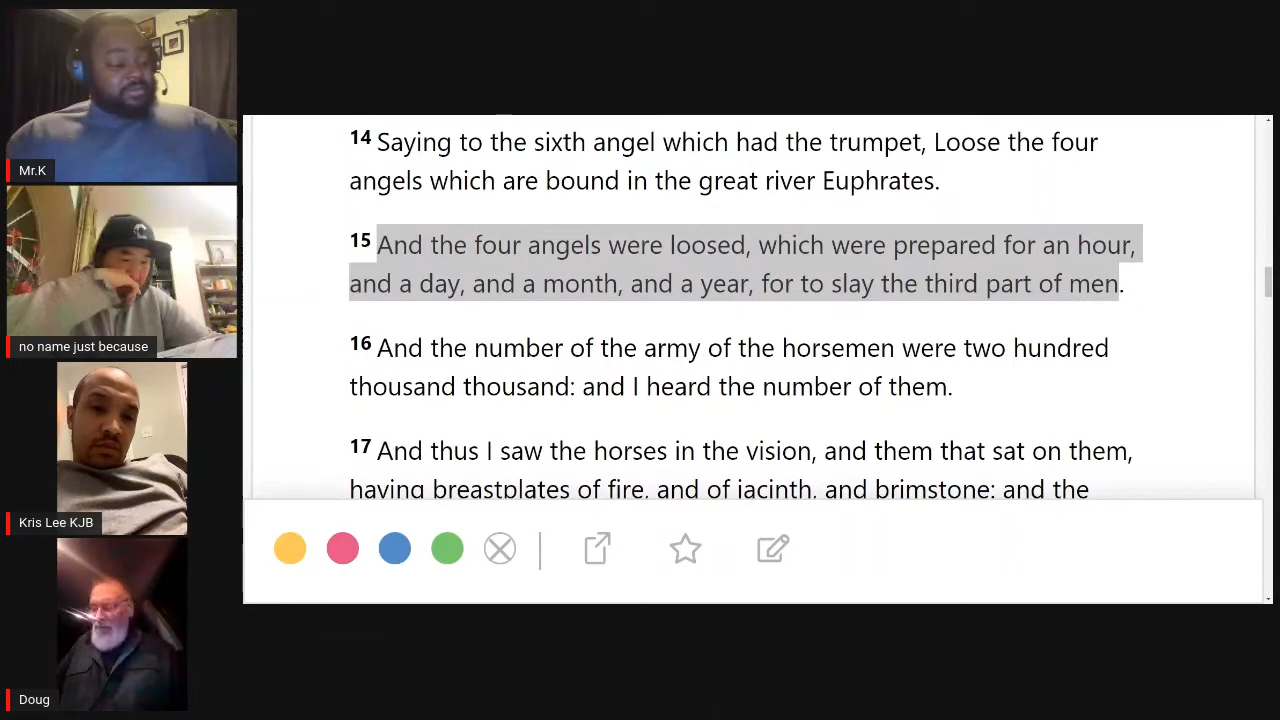 Mr.K
no name just because
Kris Lee KJB
Doug
14 Saying to the sixth angel which had the trumpet, Loose the four
angels which are bound in the great river Euphrates.
15 And the four angels were loosed, which were prepared for an hour,
and a day, and a month, and a year, for to slay the third part of men.
16 And the number of the army of the horsemen were two hundred
thousand thousand: and I heard the number of them.
17 And thus I saw the horses in the vision, and them that sat on them,
having breastplates of fire, and of jacinth, and brimstone: and the